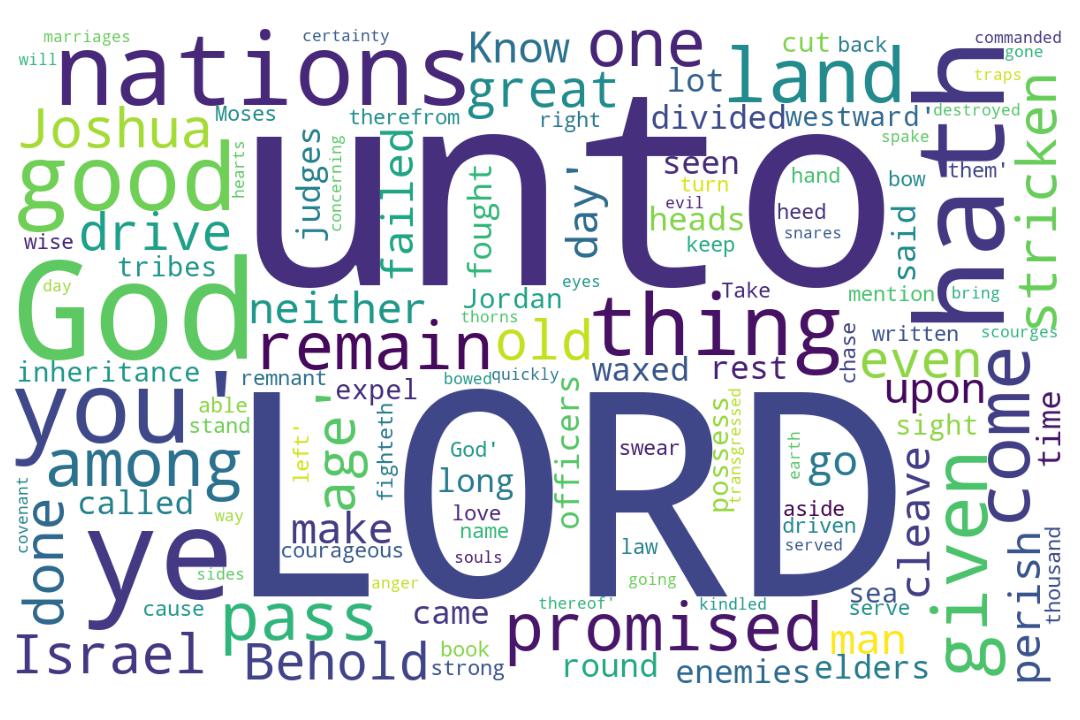 marriages
certainty
commanded
will
nations
Know
one
cut
back
gone
great
lot
land
traps
Joshua
Moses
therefrom
right
divided
westward'
destroyed
hath
stricken
good
hearts
judges
concerning
failed
fought
unto
day'
seen
turn
evil
heads
keep
hand
heed
snares
spake
bow
them'
said
wise
drive
tribes
eyes
God
day
neither
Jordan
thorns
Take
mention
bring
remain
old
thing
chase
written
scourges
inheritance
remnant
expel
bowed
quickly
waxed
rest
even
upon
come
time
you'
able
stand
age'
left'
fighteth
God'
long
love
name
souls
officers
swear
possess
transgressed
earth
go
aside
driven
served
sight
cleave
given
among
called
covenant
way
done
ye
LORD
make
courageous
law
sides
anger
going
thereof'
kindled
sea
serve
perish
thousand
cause
pass
came
promised
man
Israel
Behold
book
strong
round
enemies
elders